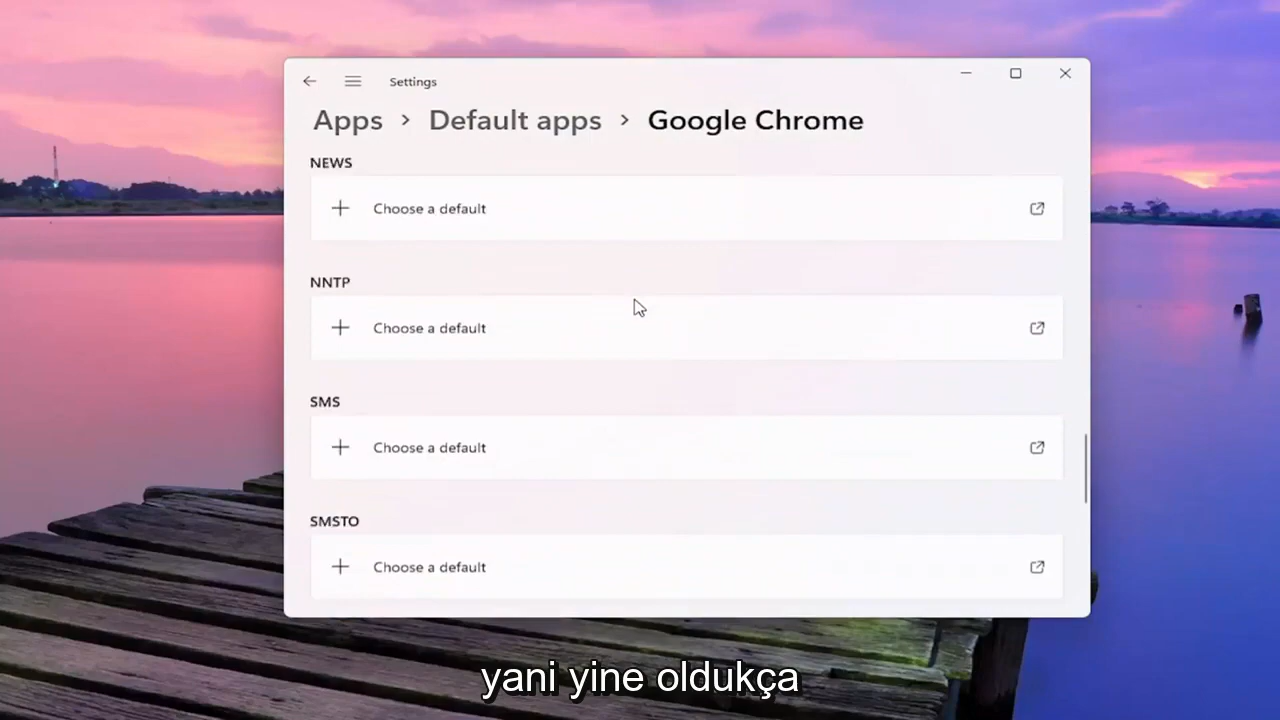 Settings
Apps > Default apps > Google Chrome
NEWS
Choose a default
NNTP
Choose a default
SMS
Choose a default
SMSTO
Choose a default
yani yine oldukça